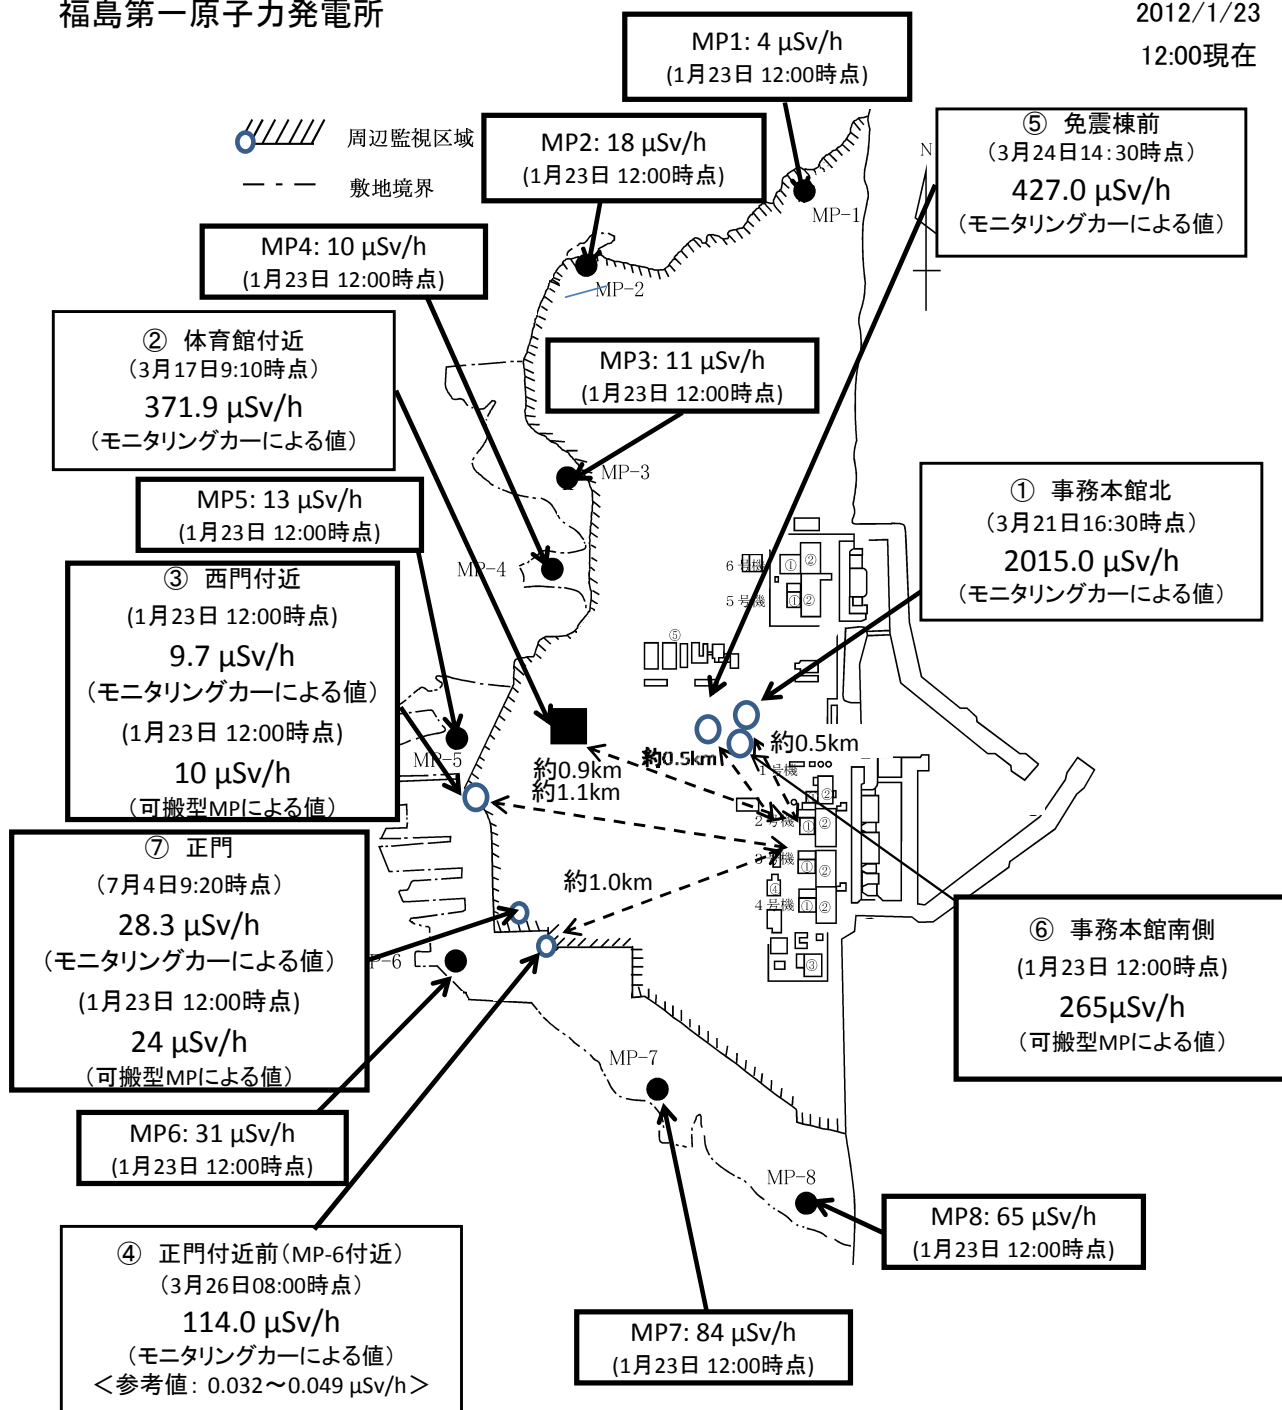 福島第一原子力発電所
2012/1/23
12:00現在
MP1: 4 μSv/h
(1月23日 12:00時点)
周辺監視区域
敷地境界
MP2: 18 μSv/h
(1月23日 12:00時点)
⑤ 免震棟前
(3月24日14:30時点)
427.0 μSv/h
(モニタリングカーによる値)
N
MP-1
MP4: 10 μSv/h
(1月23日 12:00時点)
MP-2
② 体育館付近
(3月17日9:10時点)
371.9 μSv/h
(モニタリングカーによる値)
MP3: 11 μSv/h
(1月23日 12:00時点)
MP-3
MP5: 13 μSv/h
(1月23日 12:00時点)
① 事務本館北
(3月21日16:30時点)
2015.0 μSv/h
(モニタリングカーによる値)
MP-4
6号機
① ②
5号機
① ②
③ 西門付近
(1月23日 12:00時点)
9.7 μSv/h
(モニタリングカーによる値)
(1月23日 12:00時点)
10 μSv/h
(可搬型MPによる値)
⑤
MP-5
約0.9km
約1.1km
約0.5km
約0.5km
1号機
②
2号機
① ②
3号機
① ②
④
4号機
① ②
③
約1.0km
⑦ 正門
(7月4日9:20時点)
28.3 μSv/h
(モニタリングカーによる値)
(1月23日 12:00時点)
24 μSv/h
(可搬型MPによる値)
P-6
⑥ 事務本館南側
(1月23日 12:00時点)
265μSv/h
(可搬型MPによる値)
MP-7
MP6: 31 μSv/h
(1月23日 12:00時点)
MP-8
MP8: 65 μSv/h
(1月23日 12:00時点)
④ 正門付近前(MP-6付近)
(3月26日08:00時点)
114.0 μSv/h
(モニタリングカーによる値)
＜参考値: 0.032～0.049 μSv/h＞
MP7: 84 μSv/h
(1月23日 12:00時点)